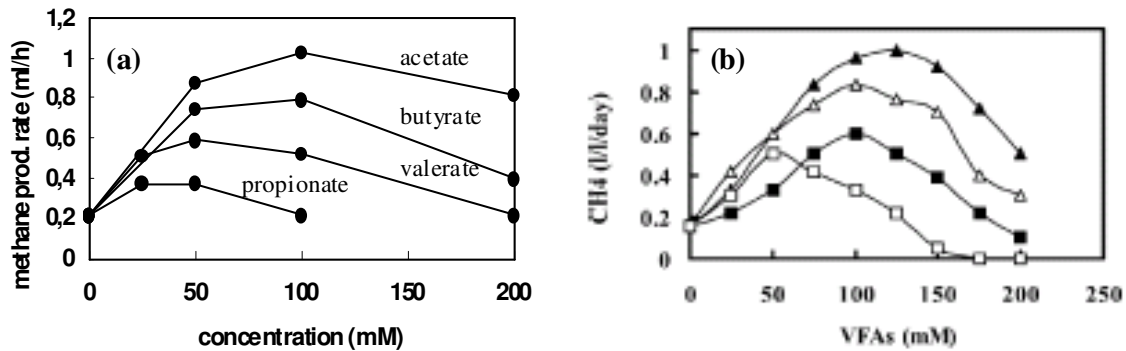 (a)
methane prod. rate (ml/h)
1,2
1
0,8
0,6
0,4
0,2
0
acetate
butyrate
valerate
propionate
0 50 100 150 200
concentration (mM)
(b)
CH4 (l/l/day)
1
0.8
0.6
0.4
0.2
0
0 50 100 150 200 250
VFAs (mM)